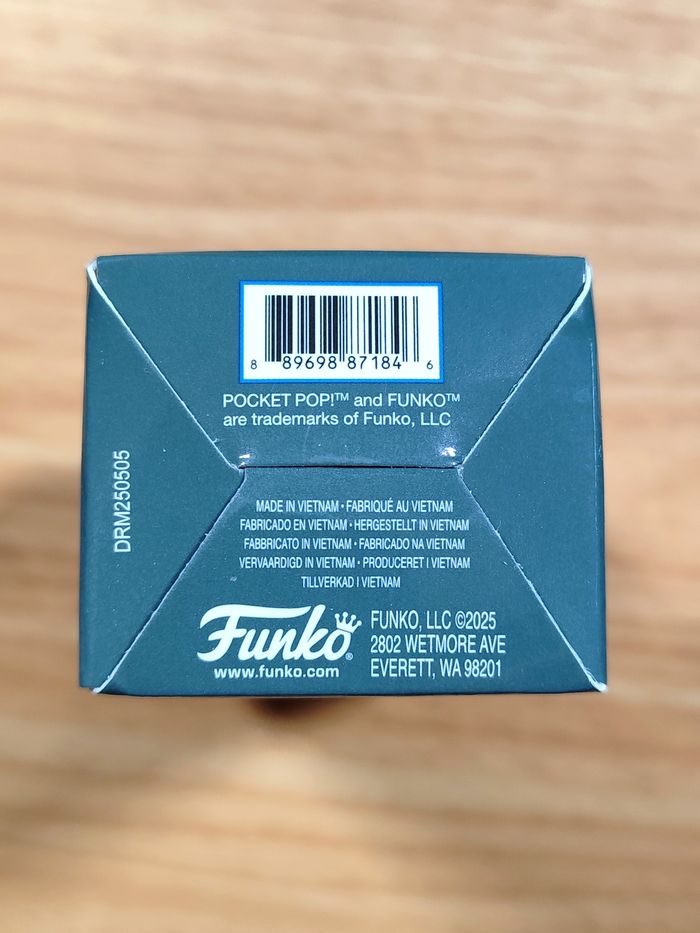 8 89698 87184 6
POCKET POP!™ and FUNKO™
are trademarks of Funko, LLC
DRM250505
MADE IN VIETNAM • FABRIQUÉ AU VIETNAM
FABRICADO EN VIETNAM • HERGESTELLT IN VIETNAM
FABBRICATO IN VIETNAM • FABRICADO NA VIETNAM
VERVAARDIGD IN VIETNAM • PRODUCERET I VIETNAM
TILLVERKAD I VIETNAM
Funko®
www.funko.com
FUNKO, LLC ©2025
2802 WETMORE AVE
EVERETT, WA 98201